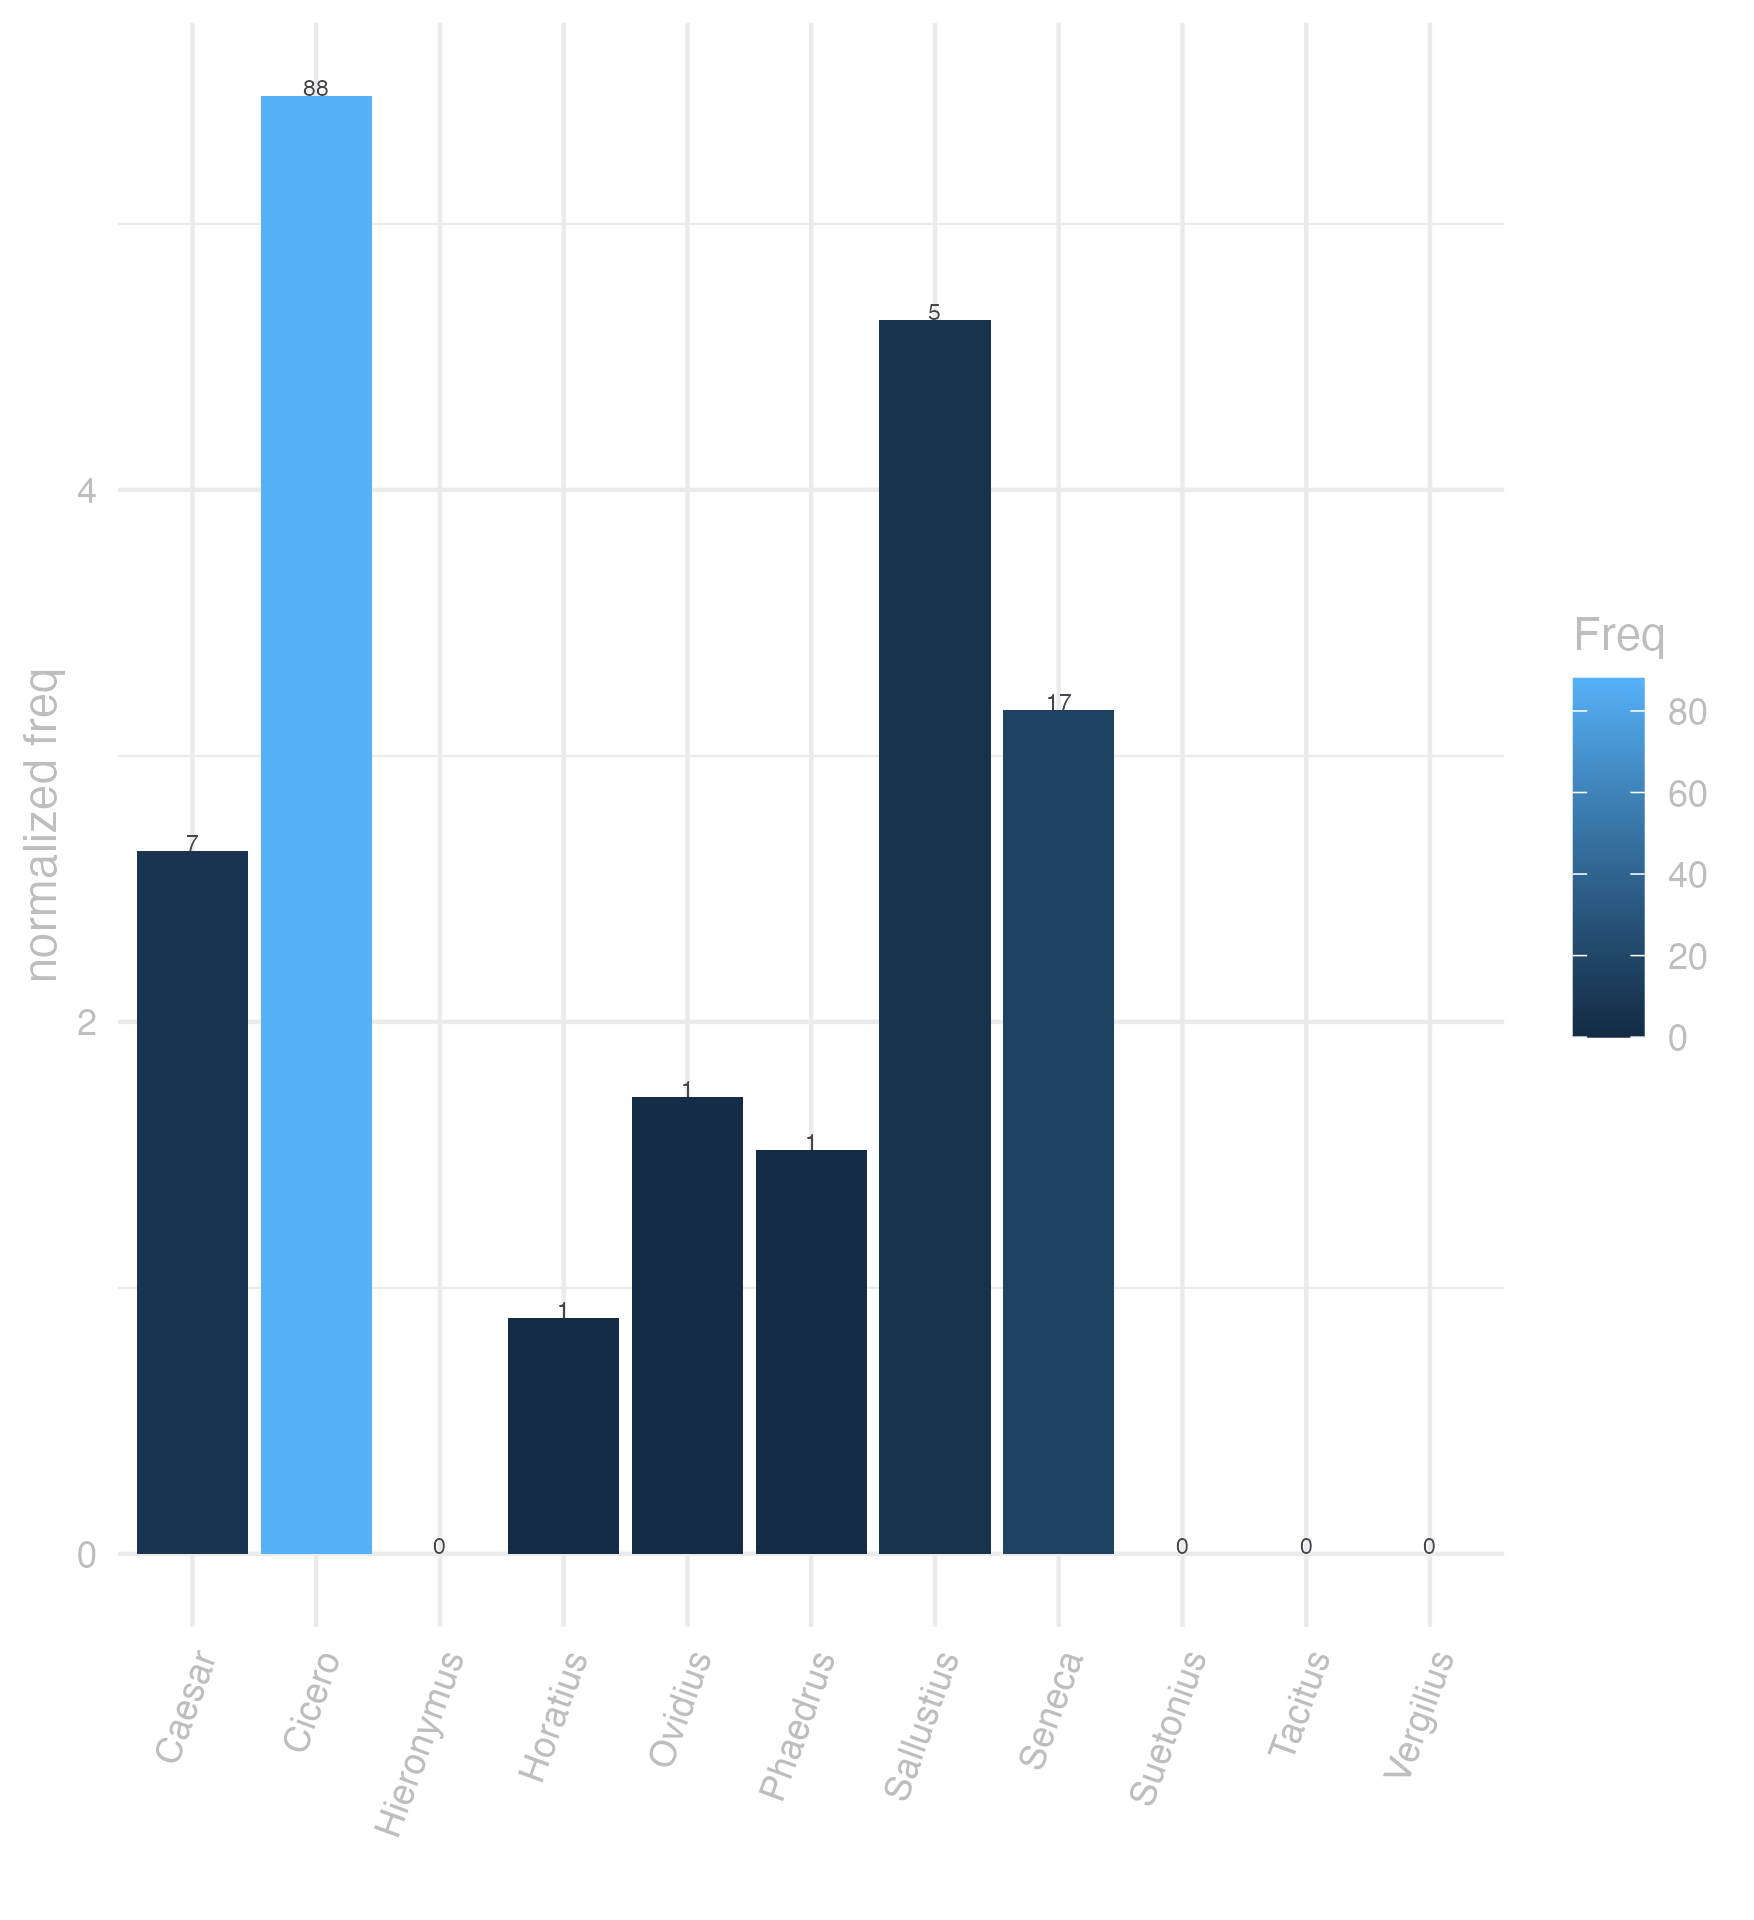 88
5
4
17
7
2
1
1
1
0
0
0
0
0
normalized freq
Caesar
Cicero
Hieronymus
Horatius
Ovidius
Phaedrus
Sallustius
Seneca
Suetonius
Tacitus
Vergilius
Freq
80
60
40
20
0